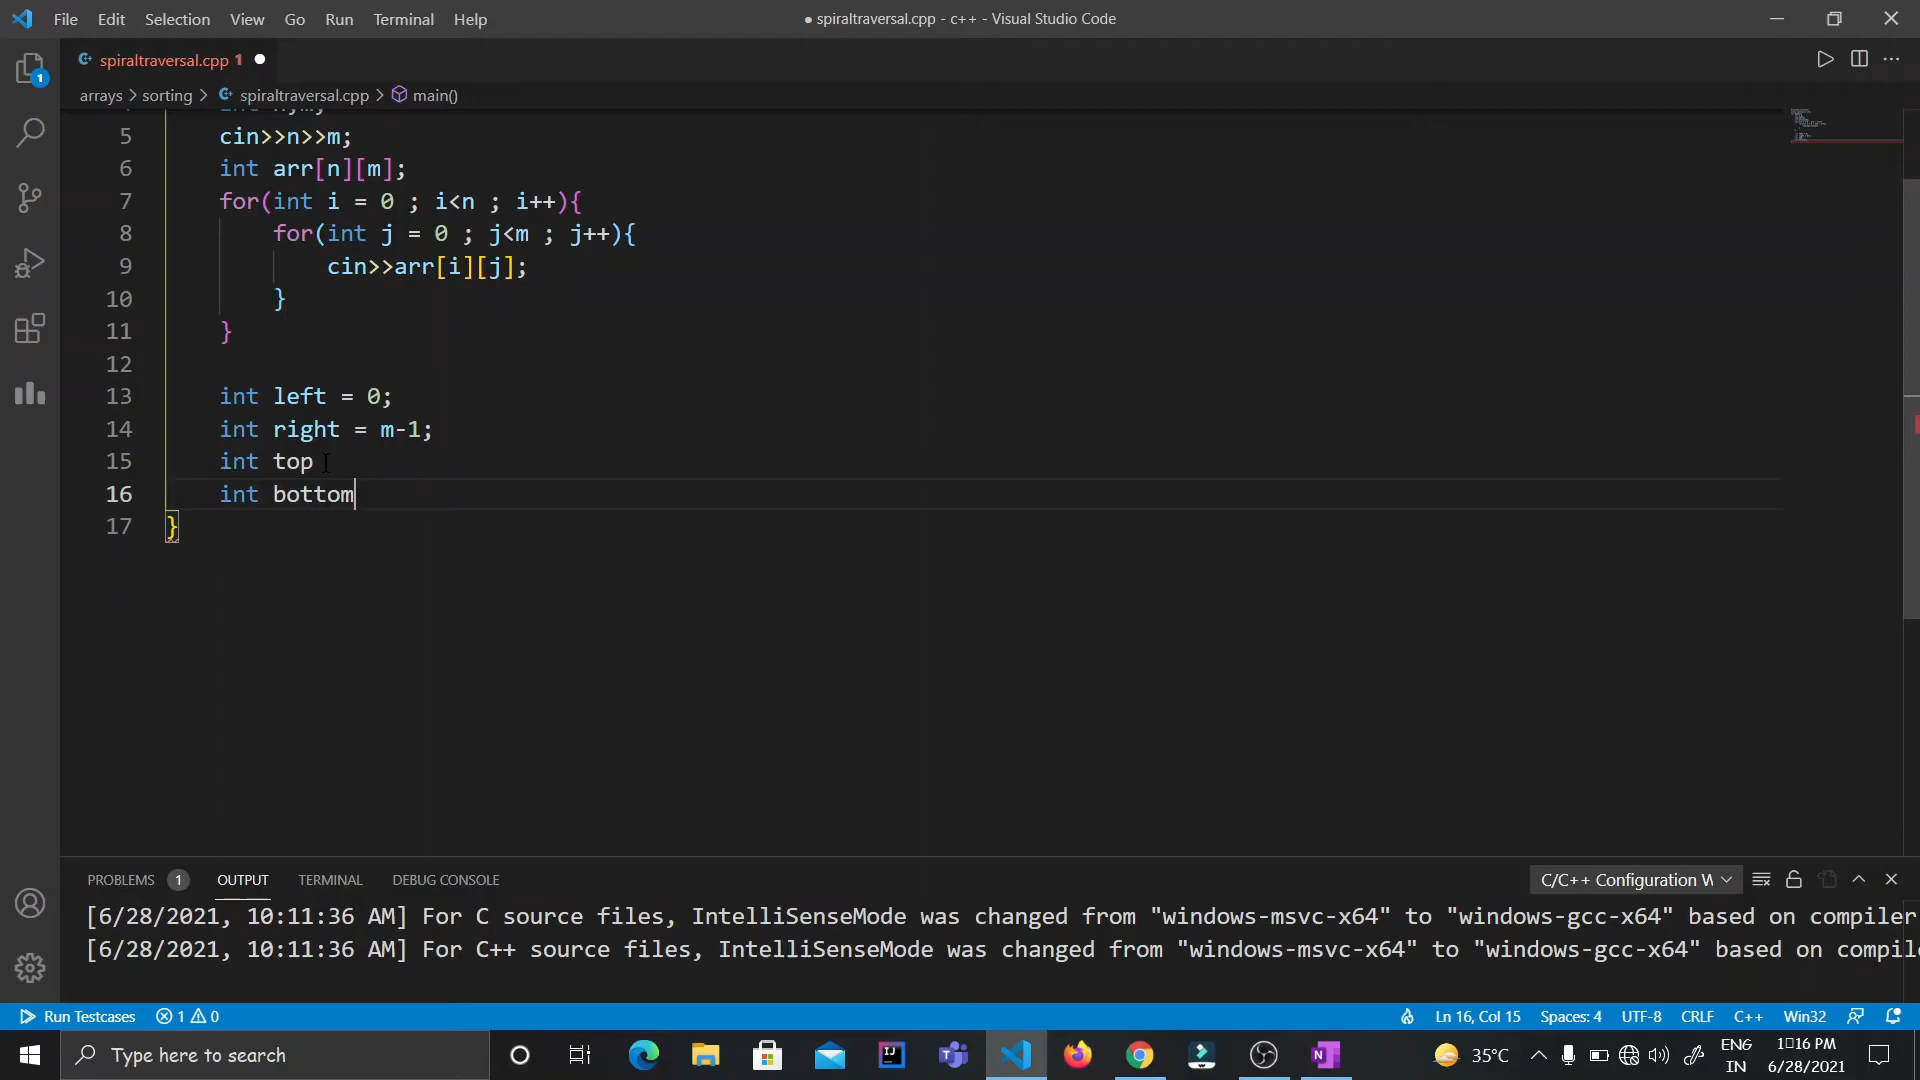 File Edit Selection View Go Run Terminal Help
● spiraltraversal.cpp - c++ - Visual Studio Code
spiraltraversal.cpp 1 ●
arrays > sorting > spiraltraversal.cpp > main()
5 cin>>n>>m;
6 int arr[n][m];
7 for(int i = 0 ; i<n ; i++){
8 for(int j = 0 ; j<m ; j++){
9 cin>>arr[i][j];
10 }
11 }
12
13 int left = 0;
14 int right = m-1;
15 int top
16 int bottom
17 }
1
PROBLEMS 1 OUTPUT TERMINAL DEBUG CONSOLE
C/C++ Configuration W
[6/28/2021, 10:11:36 AM] For C source files, IntelliSenseMode was changed from "windows-msvc-x64" to "windows-gcc-x64" based on compiler
[6/28/2021, 10:11:36 AM] For C++ source files, IntelliSenseMode was changed from "windows-msvc-x64" to "windows-gcc-x64" based on compil
Run Testcases 1 0
Ln 16, Col 15 Spaces: 4 UTF-8 CRLF C++ Win32
Type here to search
35°C
ENG
IN
1:16 PM
6/28/2021